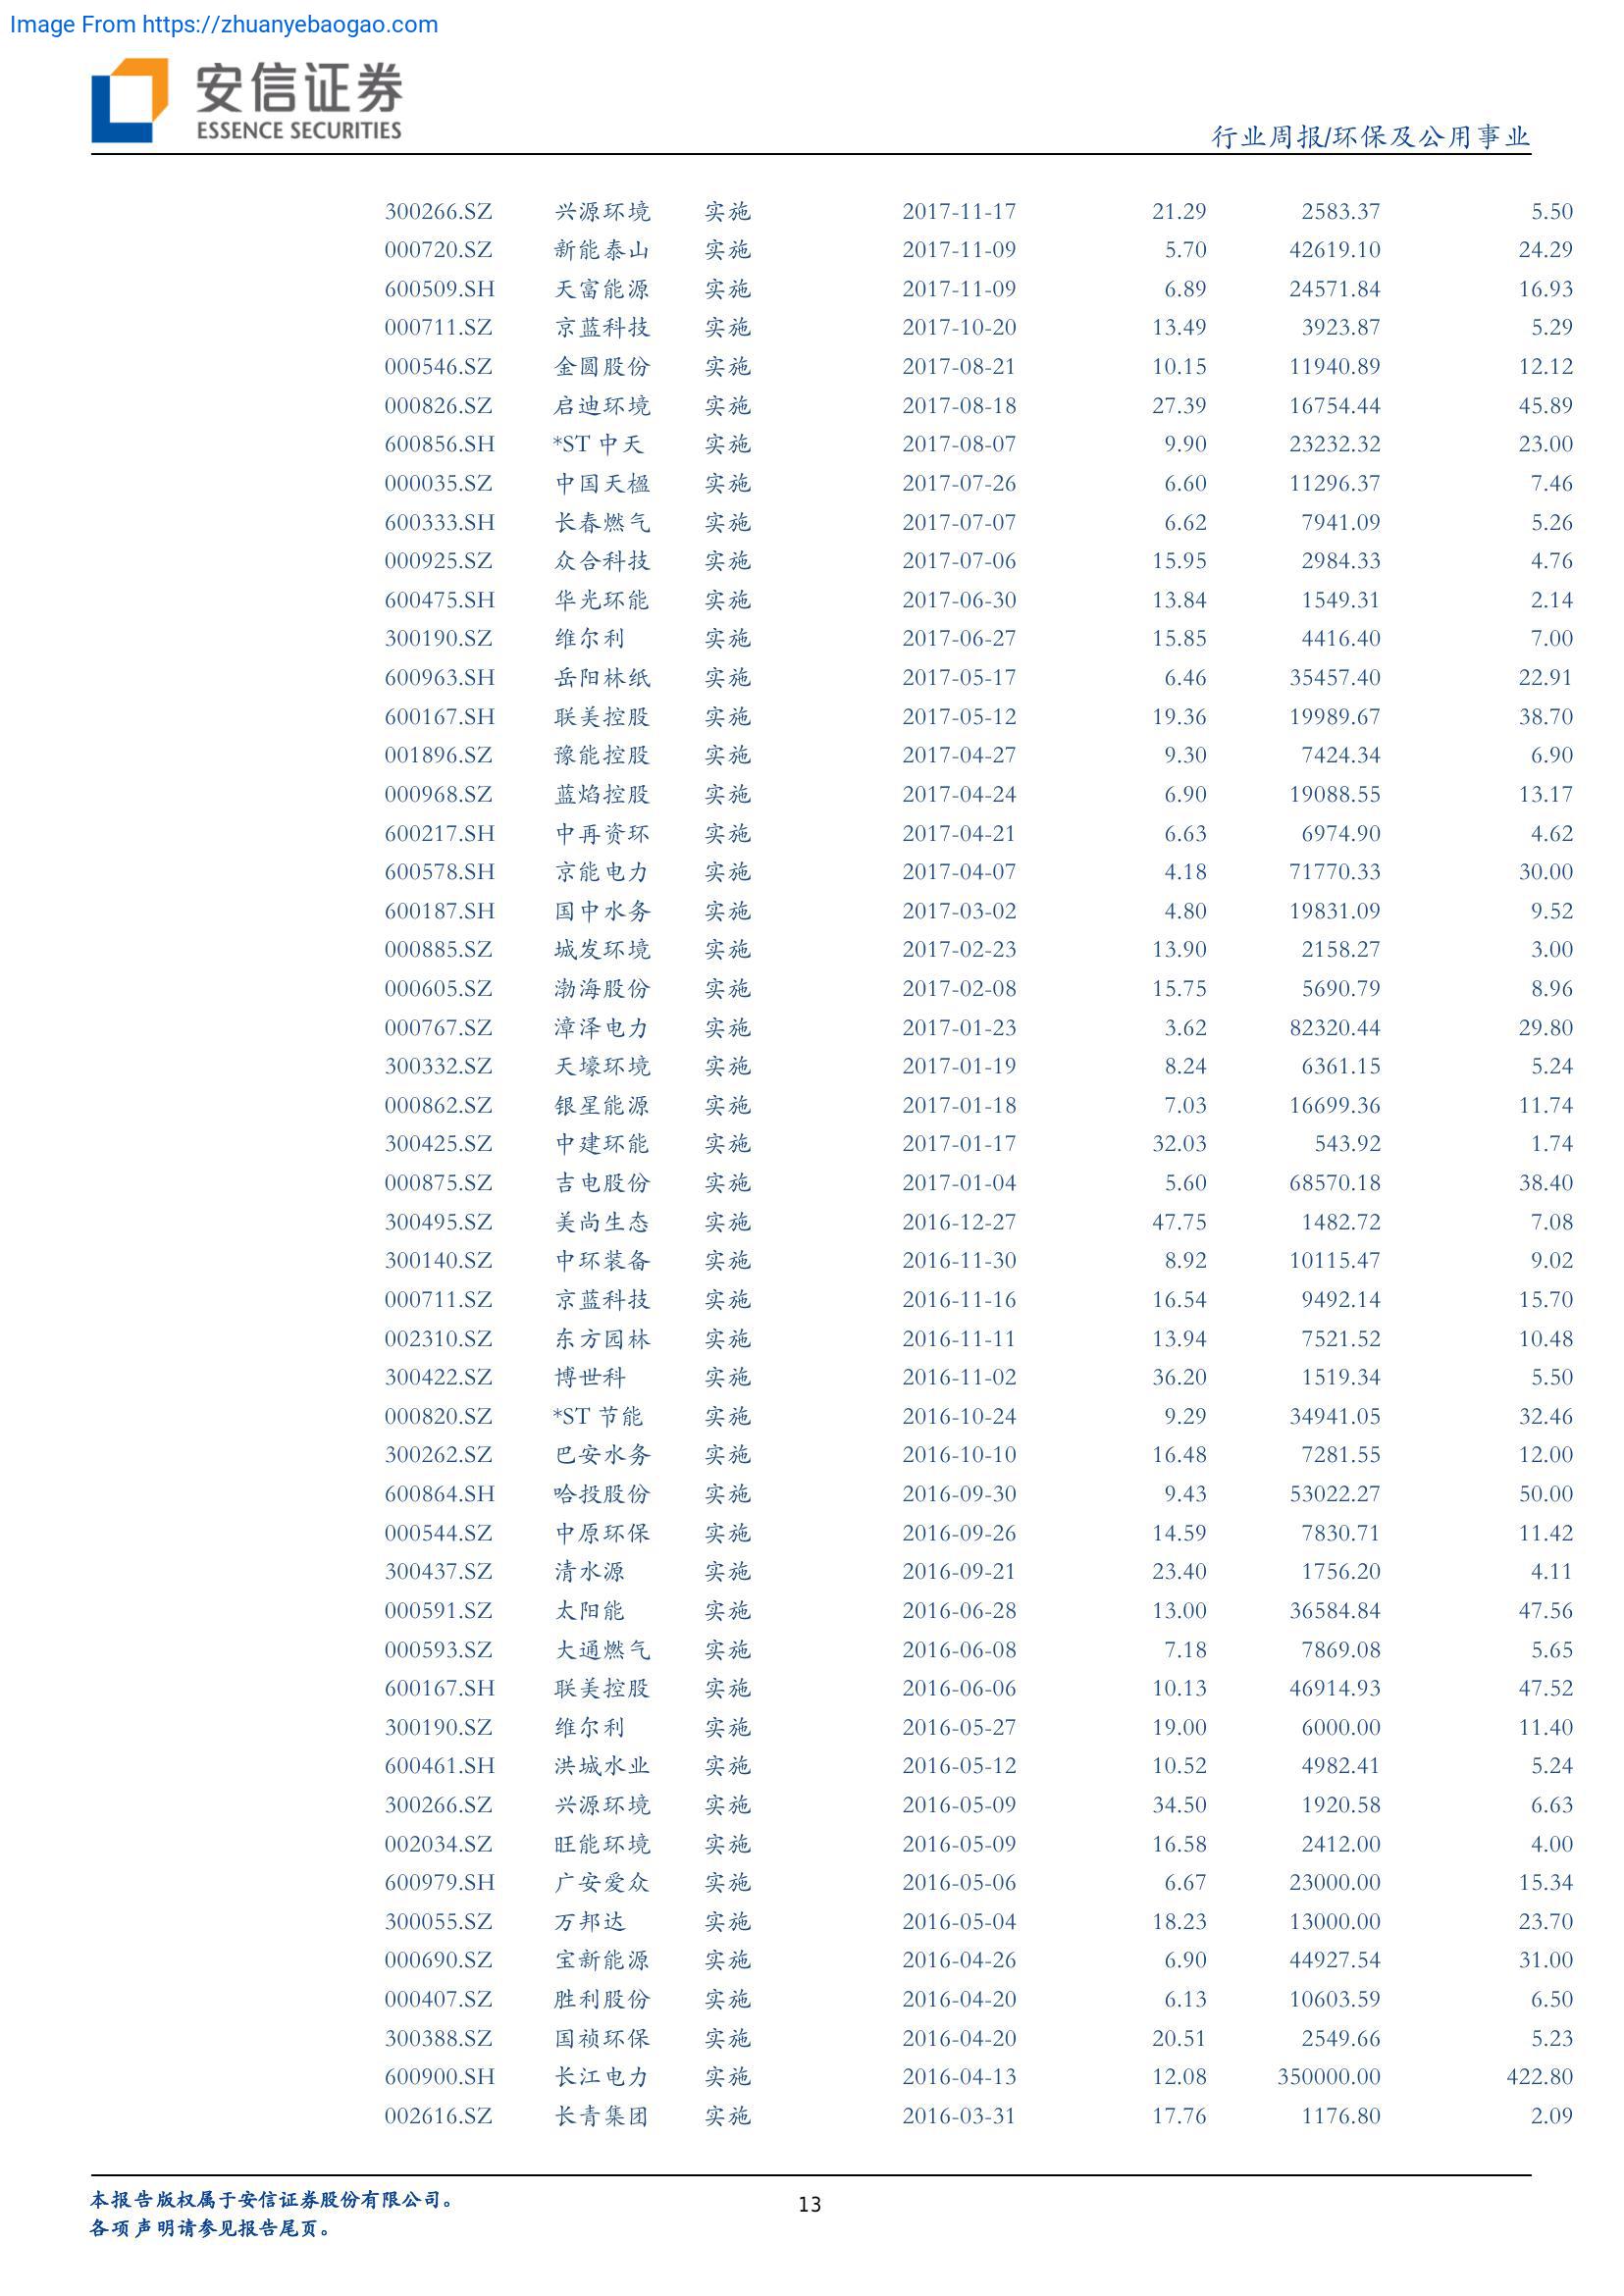 Image From https://zhuanyebaogao.com
安信证券
ESSENCE SECURITIES
行业周报/环保及公用事业
300266.SZ 兴源环境 实施 2017-11-17 21.29 2583.37 5.50
000720.SZ 新能泰山 实施 2017-11-09 5.70 42619.10 24.29
600509.SH 天富能源 实施 2017-11-09 6.89 24571.84 16.93
000711.SZ 京蓝科技 实施 2017-10-20 13.49 3923.87 5.29
000546.SZ 金圆股份 实施 2017-08-21 10.15 11940.89 12.12
000826.SZ 启迪环境 实施 2017-08-18 27.39 16754.44 45.89
600856.SH *ST 中天 实施 2017-08-07 9.90 23232.32 23.00
000035.SZ 中国天楹 实施 2017-07-26 6.60 11296.37 7.46
600333.SH 长春燃气 实施 2017-07-07 6.62 7941.09 5.26
000925.SZ 众合科技 实施 2017-07-06 15.95 2984.33 4.76
600475.SH 华光环能 实施 2017-06-30 13.84 1549.31 2.14
300190.SZ 维尔利 实施 2017-06-27 15.85 4416.40 7.00
600963.SH 岳阳林纸 实施 2017-05-17 6.46 35457.40 22.91
600167.SH 联美控股 实施 2017-05-12 19.36 19989.67 38.70
001896.SZ 豫能控股 实施 2017-04-27 9.30 7424.34 6.90
000968.SZ 蓝焰控股 实施 2017-04-24 6.90 19088.55 13.17
600217.SH 中再资环 实施 2017-04-21 6.63 6974.90 4.62
600578.SH 京能电力 实施 2017-04-07 4.18 71770.33 30.00
600187.SH 国中水务 实施 2017-03-02 4.80 19831.09 9.52
000885.SZ 城发环境 实施 2017-02-23 13.90 2158.27 3.00
000605.SZ 渤海股份 实施 2017-02-08 15.75 5690.79 8.96
000767.SZ 漳泽电力 实施 2017-01-23 3.62 82320.44 29.80
300332.SZ 天壕环境 实施 2017-01-19 8.24 6361.15 5.24
000862.SZ 银星能源 实施 2017-01-18 7.03 16699.36 11.74
300425.SZ 中建环能 实施 2017-01-17 32.03 543.92 1.74
000875.SZ 吉电股份 实施 2017-01-04 5.60 68570.18 38.40
300495.SZ 美尚生态 实施 2016-12-27 47.75 1482.72 7.08
300140.SZ 中环装备 实施 2016-11-30 8.92 10115.47 9.02
000711.SZ 京蓝科技 实施 2016-11-16 16.54 9492.14 15.70
002310.SZ 东方园林 实施 2016-11-11 13.94 7521.52 10.48
300422.SZ 博世科 实施 2016-11-02 36.20 1519.34 5.50
000820.SZ *ST 节能 实施 2016-10-24 9.29 34941.05 32.46
300262.SZ 巴安水务 实施 2016-10-10 16.48 7281.55 12.00
600864.SH 哈投股份 实施 2016-09-30 9.43 53022.27 50.00
000544.SZ 中原环保 实施 2016-09-26 14.59 7830.71 11.42
300437.SZ 清水源 实施 2016-09-21 23.40 1756.20 4.11
000591.SZ 太阳能 实施 2016-06-28 13.00 36584.84 47.56
000593.SZ 大通燃气 实施 2016-06-08 7.18 7869.08 5.65
600167.SH 联美控股 实施 2016-06-06 10.13 46914.93 47.52
300190.SZ 维尔利 实施 2016-05-27 19.00 6000.00 11.40
600461.SH 洪城水业 实施 2016-05-12 10.52 4982.41 5.24
300266.SZ 兴源环境 实施 2016-05-09 34.50 1920.58 6.63
002034.SZ 旺能环境 实施 2016-05-09 16.58 2412.00 4.00
600979.SH 广安爱众 实施 2016-05-06 6.67 23000.00 15.34
300055.SZ 万邦达 实施 2016-05-04 18.23 13000.00 23.70
000690.SZ 宝新能源 实施 2016-04-26 6.90 44927.54 31.00
000407.SZ 胜利股份 实施 2016-04-20 6.13 10603.59 6.50
300388.SZ 国祯环保 实施 2016-04-20 20.51 2549.66 5.23
600900.SH 长江电力 实施 2016-04-13 12.08 350000.00 422.80
002616.SZ 长青集团 实施 2016-03-31 17.76 1176.80 2.09
本报告版权属于安信证券股份有限公司。
各项声明请参见报告尾页。
13